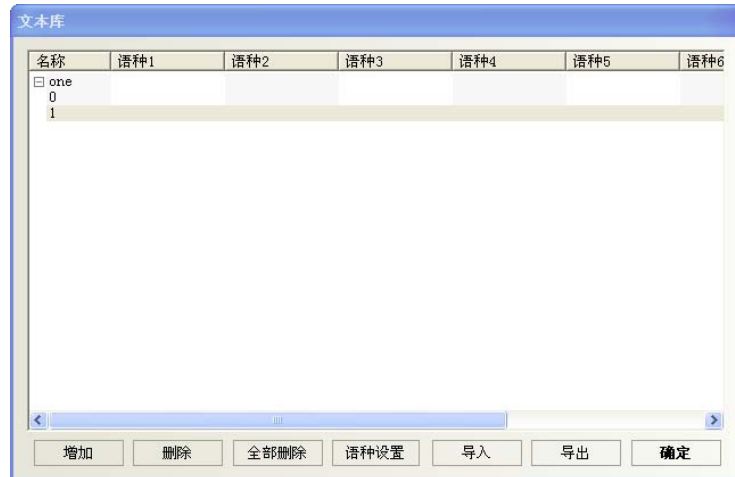 文本库
名称 语种1 语种2 语种3 语种4 语种5 语种6
one
0
1
增加 删除 全部删除 语种设置 导入 导出 确定